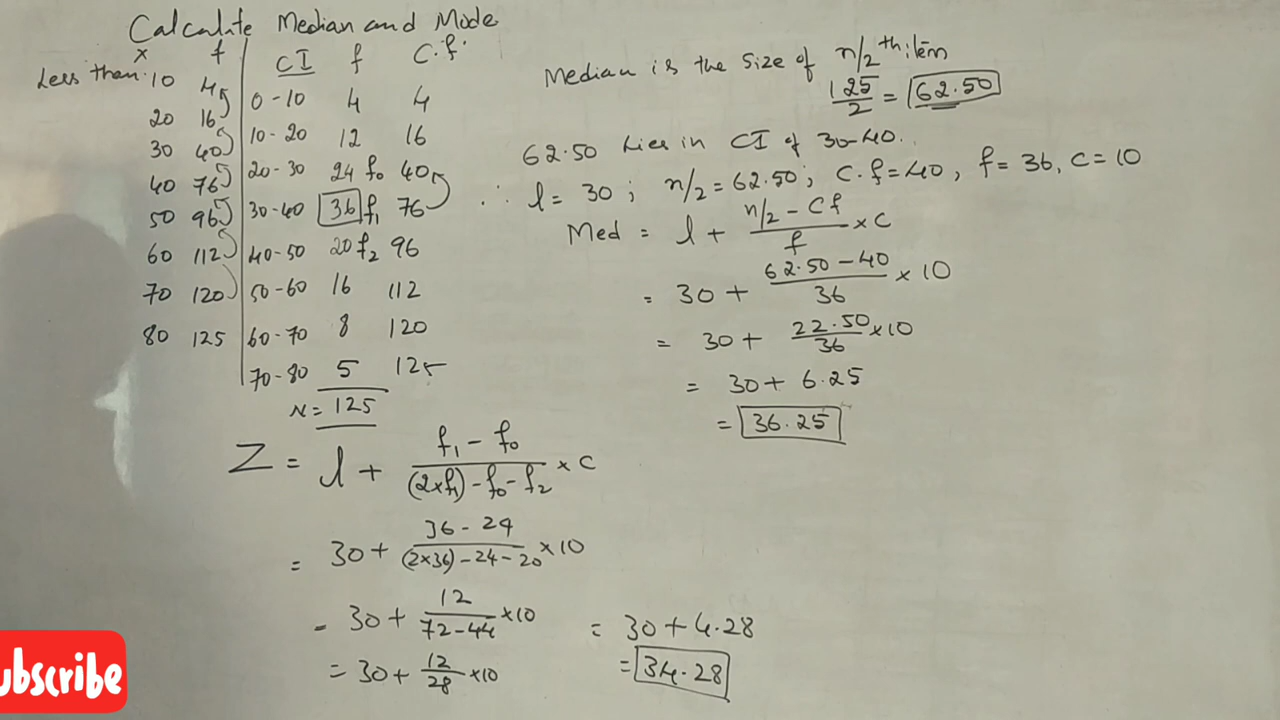 Calculate Median and Mode
x f
Less than 10 4
20 16
30 40
40 76
50 96
60 112
70 120
80 125
CI f C.f.
0-10 4 4
10-20 12 16
20-30 24 f₀ 40
30-40 36 f₁ 76
40-50 20 f₂ 96
50-60 16 112
60-70 8 120
70-80 5 125
N = 125
Median is the size of n/2 th item
125/2 = 62.50
62.50 lies in CI of 30-40.
∴ l = 30 ; n/2 = 62.50 ; C.f = 40 , f = 36, c = 10
Med = l + (n/2 - Cf)/f × c
= 30 + (62.50 - 40)/36 × 10
= 30 + 22.50/36 × 10
= 30 + 6.25
= 36.25
Z = l + (f₁ - f₀)/((2×f₁) - f₀ - f₂) × c
= 30 + (36 - 24)/((2×36) - 24 - 20) × 10
= 30 + 12/(72-44) × 10
= 30 + 12/28 × 10
= 30 + 4.28
= 34.28
ubscribe